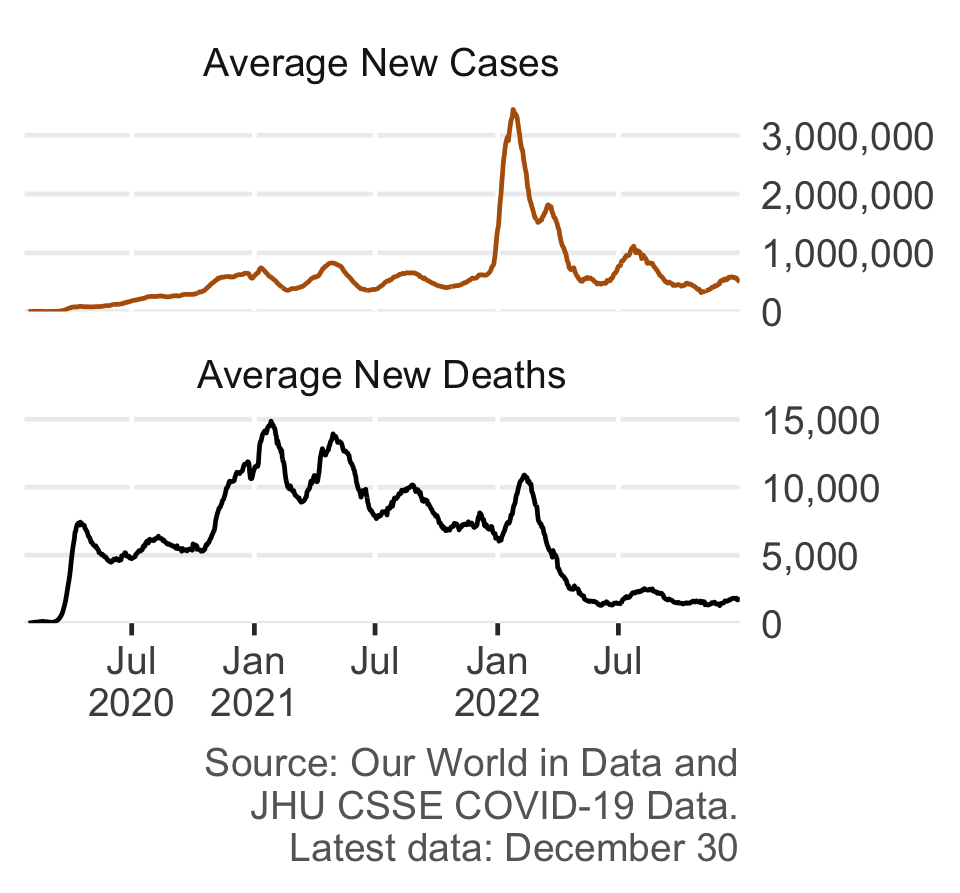 Average New Cases
3,000,000
2,000,000
1,000,000
0
Average New Deaths
15,000
10,000
5,000
0
Jul Jan Jul Jan Jul
2020 2021 2022
Source: Our World in Data and
JHU CSSE COVID-19 Data.
Latest data: December 30